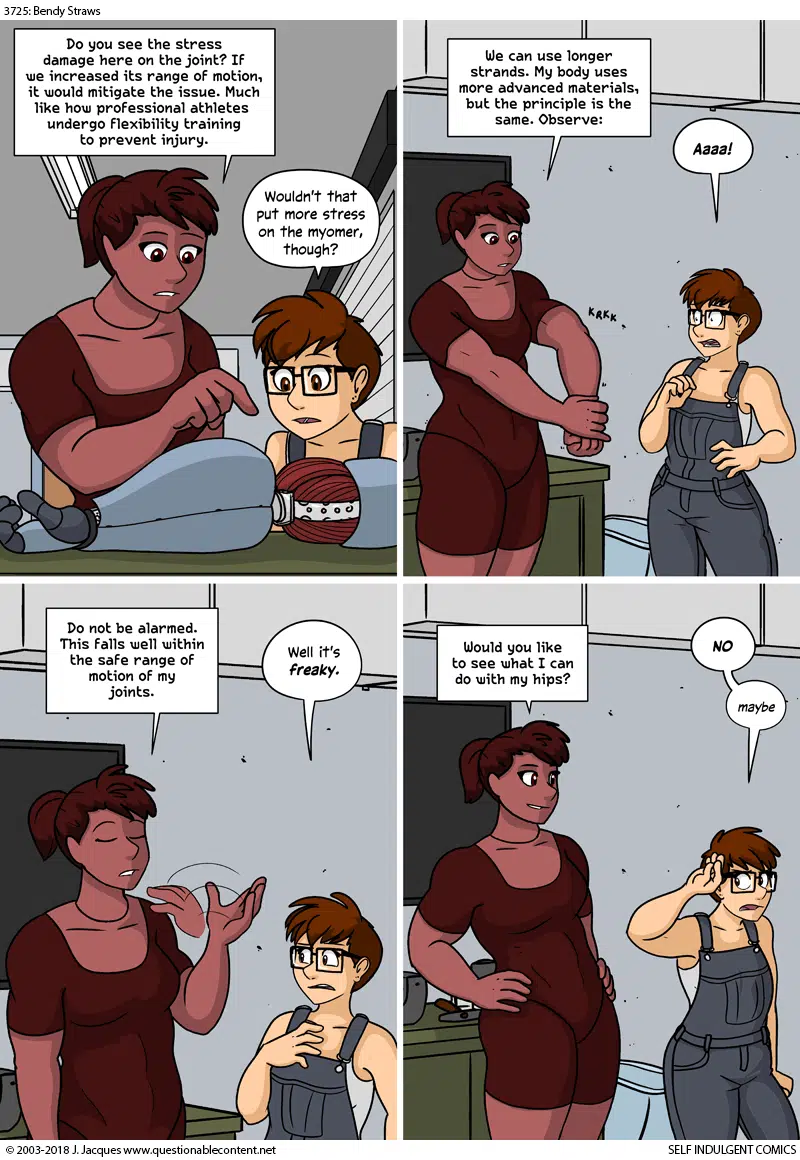 3725: Bendy Straws
Do you see the stress
damage here on the joint? If
we increased its range of motion,
it would mitigate the issue. Much
like how professional athletes
undergo flexibility training
to prevent injury.
Wouldn't that
put more stress
on the myomer,
though?
We can use longer
strands. My body uses
more advanced materials,
but the principle is the
same. Observe:
Aaaa!
KRKK
Do not be alarmed.
This falls well within
the safe range of
motion of my
joints.
Well it's
freaky.
Would you like
to see what I can
do with my hips?
NO
maybe
© 2003-2018 J. Jacques www.questionablecontent.net
SELF INDULGENT COMICS